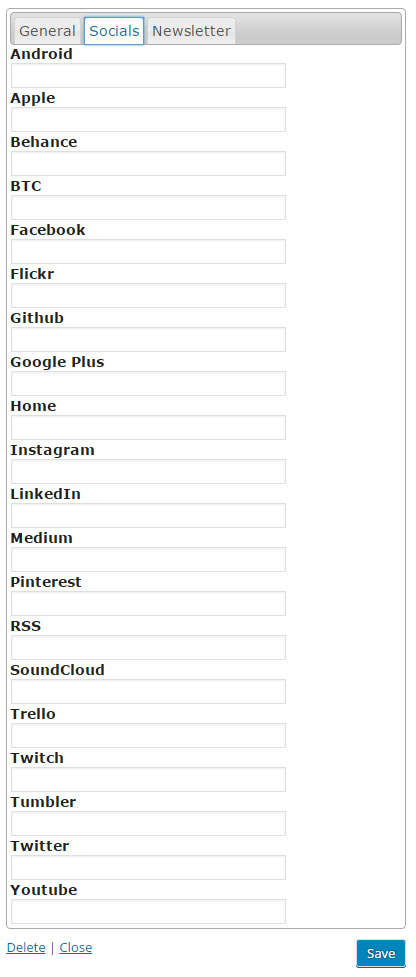 General Socials Newsletter
Android
Apple
Behance
BTC
Facebook
Flickr
Github
Google Plus
Home
Instagram
LinkedIn
Medium
Pinterest
RSS
SoundCloud
Trello
Twitch
Tumbler
Twitter
Youtube
Delete | Close Save